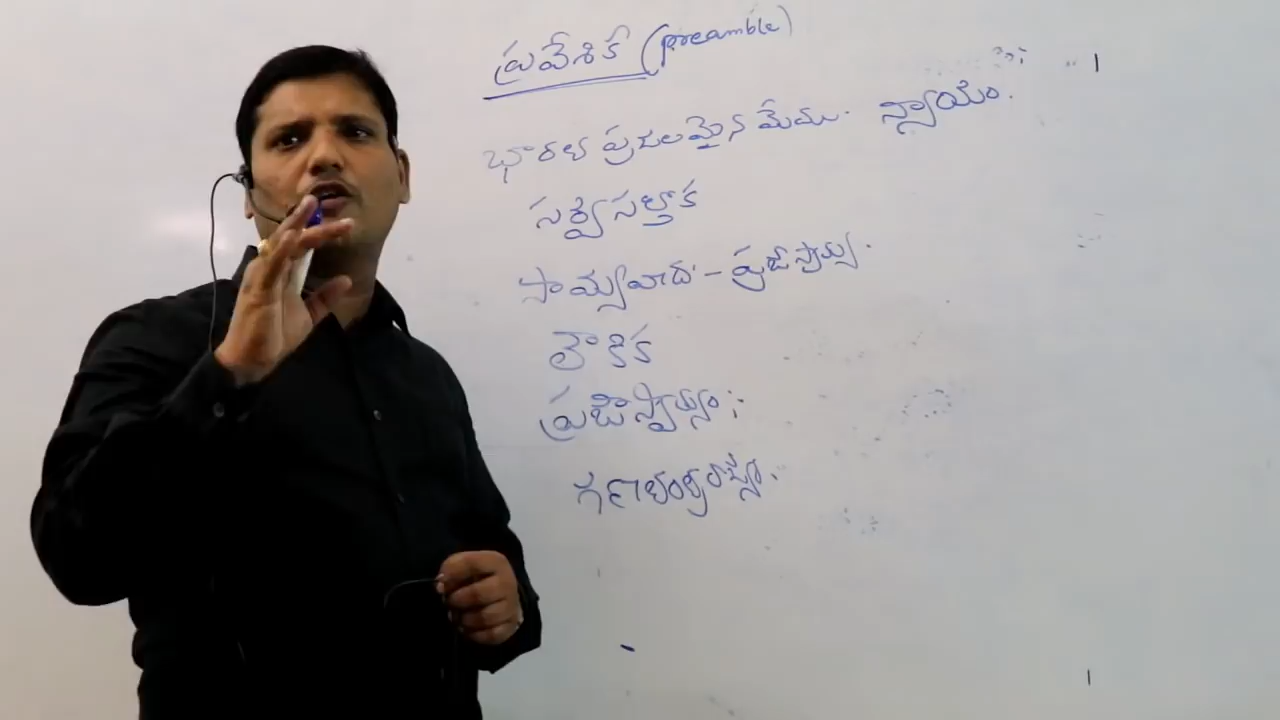 ప్రవేశిక (preamble)
భారత ప్రజలమైన మేము. న్యాయం.
సర్వసత్తాక
సామ్యవాద - ప్రజాస్వామ్య.
లౌకిక
ప్రజాస్వామ్యం ;-
గణతంత్ర రాజ్యం.